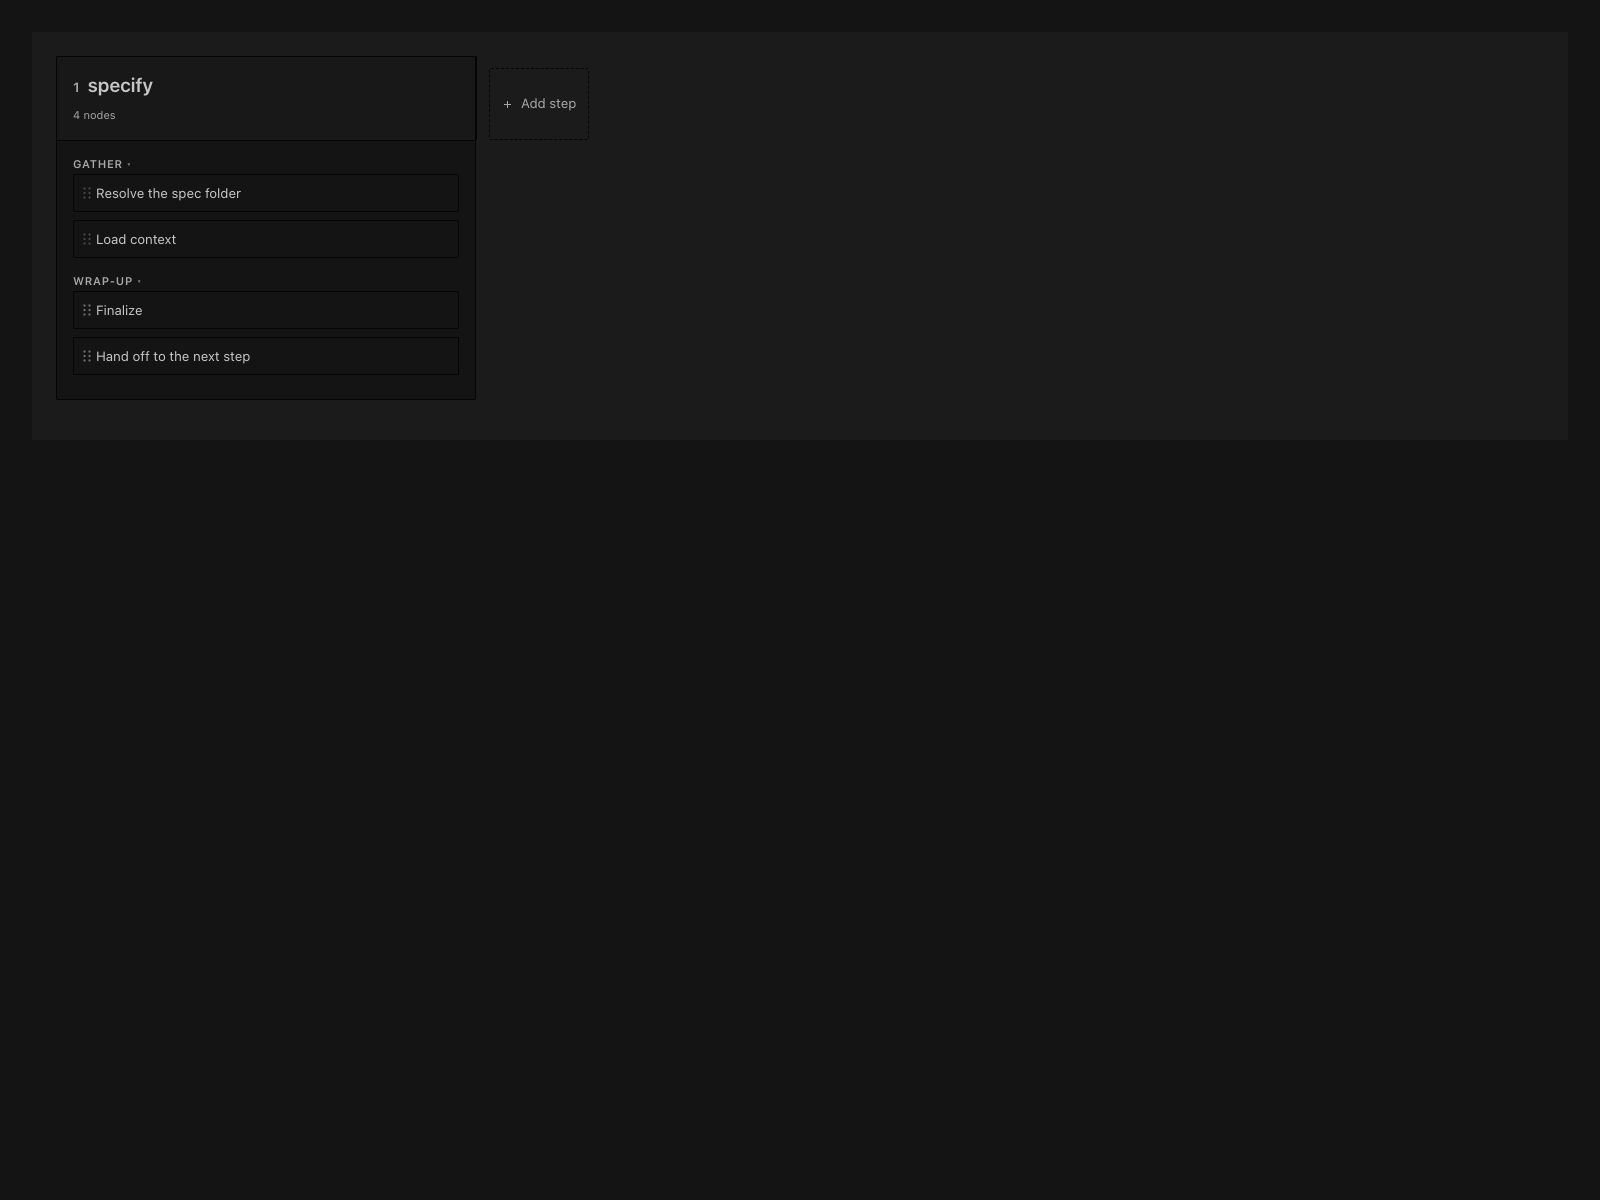 1 specify
4 nodes
+ Add step
GATHER •
Resolve the spec folder
Load context
WRAP-UP •
Finalize
Hand off to the next step